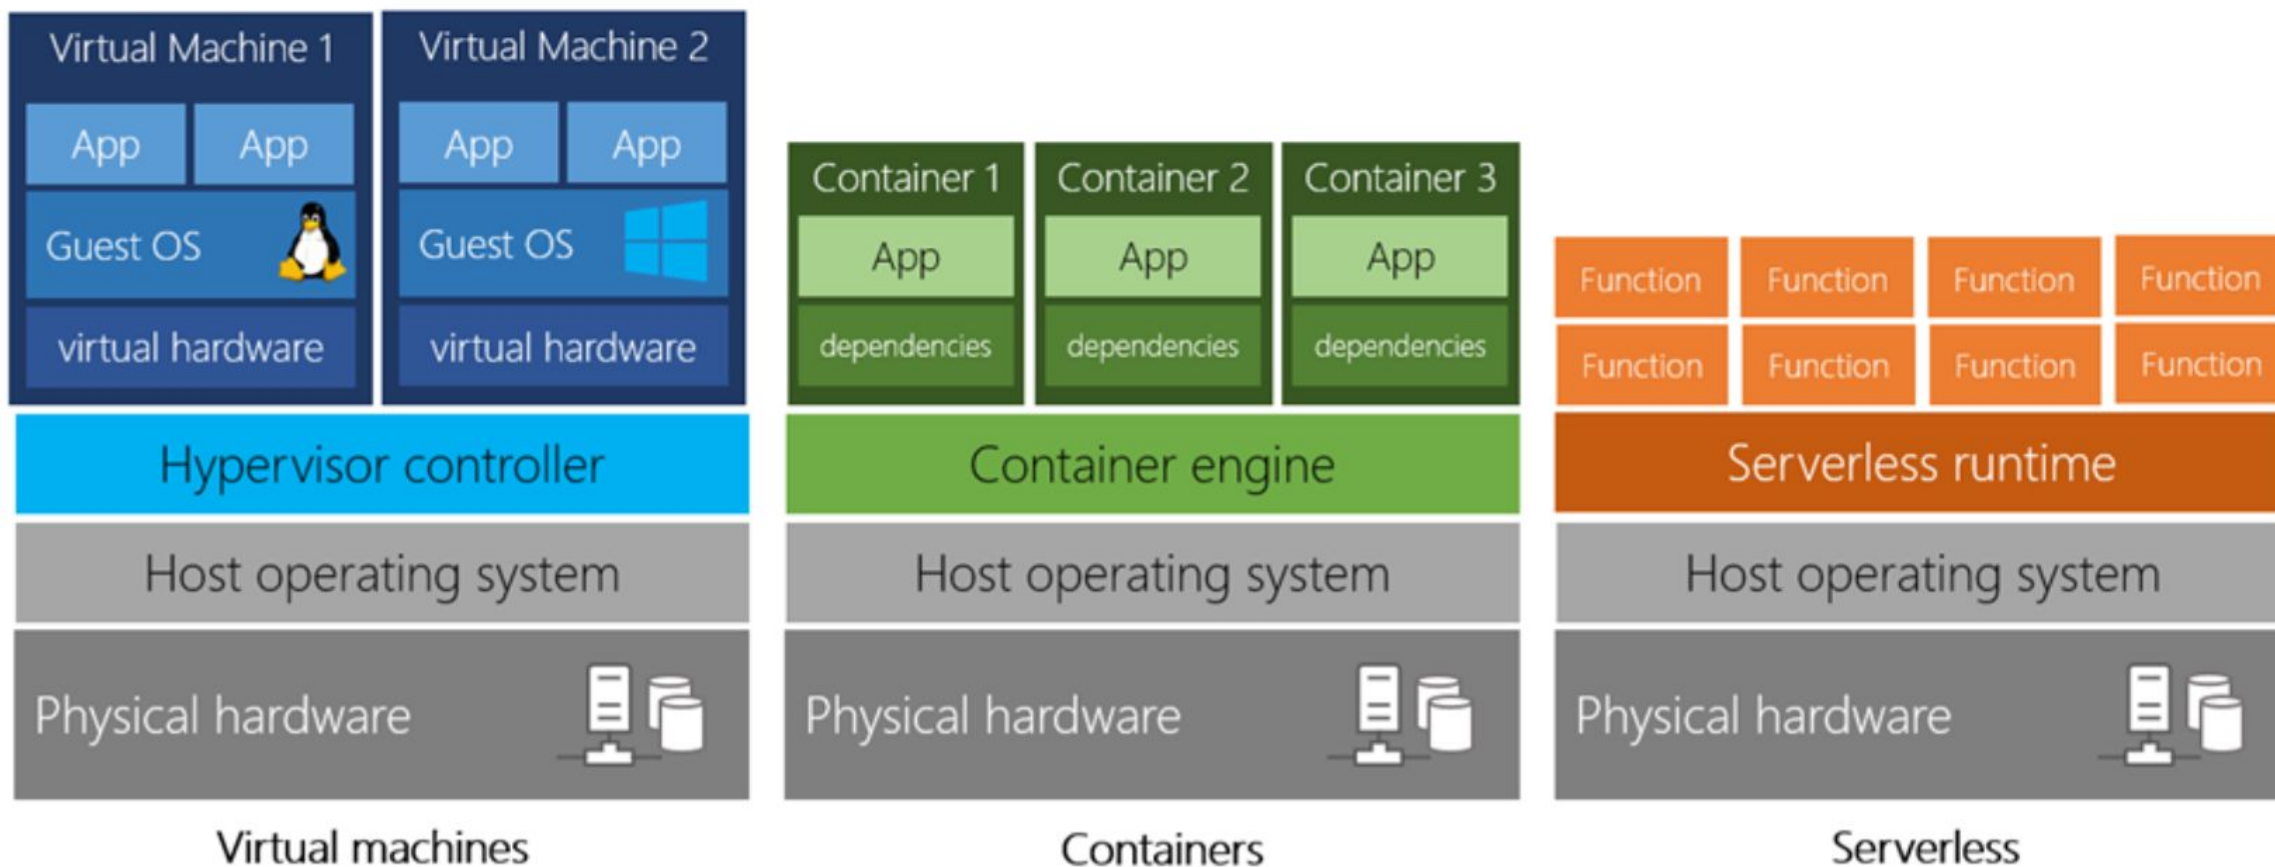 Virtual Machine 1
App
App
Guest OS
virtual hardware
Virtual Machine 2
App
App
Guest OS
virtual hardware
Hypervisor controller
Host operating system
Physical hardware
Virtual machines
Container 1
App
dependencies
Container 2
App
dependencies
Container 3
App
dependencies
Container engine
Host operating system
Physical hardware
Containers
Function
Function
Function
Function
Function
Function
Function
Function
Serverless runtime
Host operating system
Physical hardware
Serverless